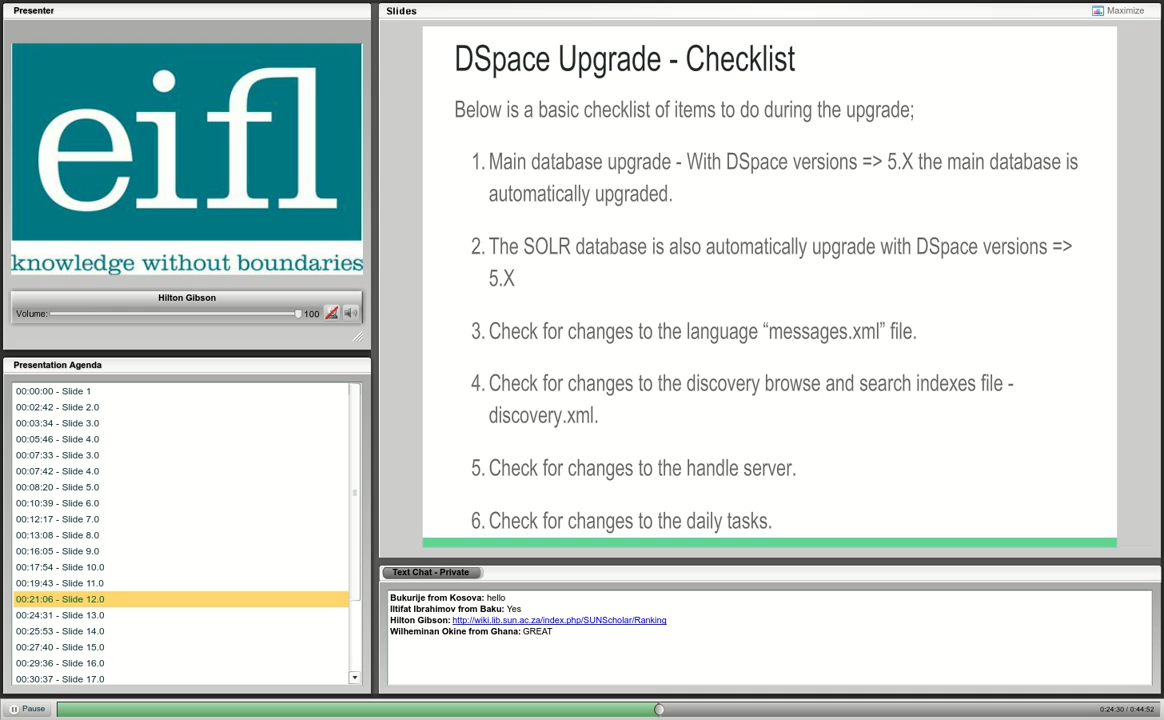 Presenter
eifl
knowledge without boundaries
Hilton Gibson
Volume: 100
Presentation Agenda
00:00:00 - Slide 1
00:02:42 - Slide 2.0
00:03:34 - Slide 3.0
00:05:46 - Slide 4.0
00:07:33 - Slide 3.0
00:07:42 - Slide 4.0
00:08:20 - Slide 5.0
00:10:39 - Slide 6.0
00:12:17 - Slide 7.0
00:13:08 - Slide 8.0
00:16:05 - Slide 9.0
00:17:54 - Slide 10.0
00:19:43 - Slide 11.0
00:21:06 - Slide 12.0
00:24:31 - Slide 13.0
00:25:53 - Slide 14.0
00:27:40 - Slide 15.0
00:29:36 - Slide 16.0
00:30:37 - Slide 17.0
Slides
Maximize
DSpace Upgrade - Checklist
Below is a basic checklist of items to do during the upgrade;
1. Main database upgrade - With DSpace versions => 5.X the main database is
automatically upgraded.
2. The SOLR database is also automatically upgrade with DSpace versions =>
5.X
3. Check for changes to the language “messages.xml” file.
4. Check for changes to the discovery browse and search indexes file -
discovery.xml.
5. Check for changes to the handle server.
6. Check for changes to the daily tasks.
Text Chat - Private
Bukurije from Kosova: hello
Iltifat Ibrahimov from Baku: Yes
Hilton Gibson: http://wiki.lib.sun.ac.za/index.php/SUNScholar/Ranking
Wilheminan Okine from Ghana: GREAT
Pause
0:24:30 / 0:44:52